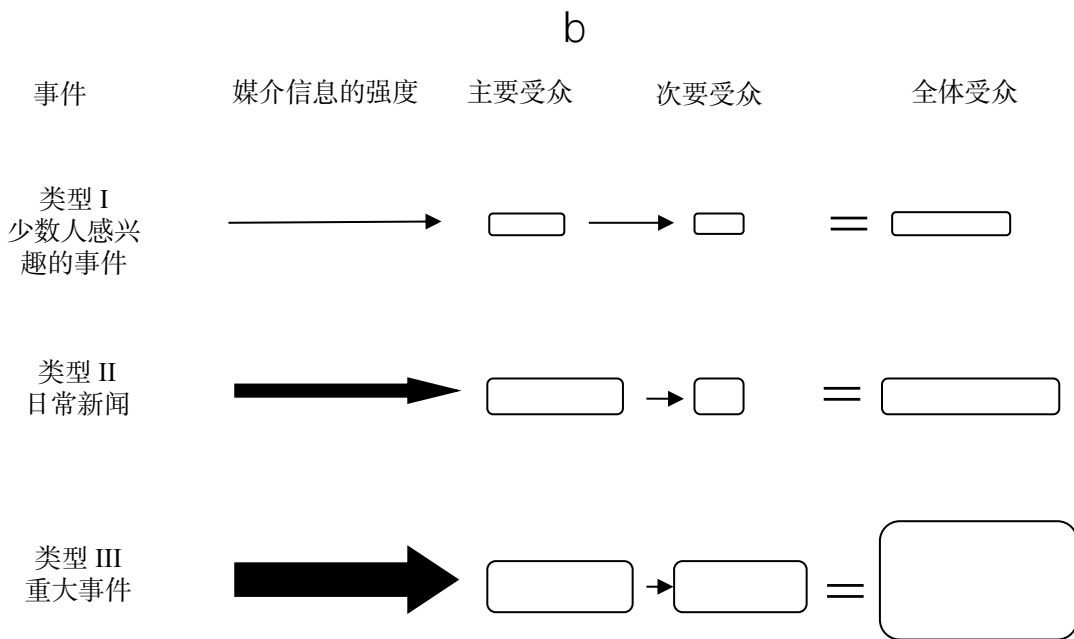 b
事件 媒介信息的强度 主要受众 次要受众 全体受众
类型 I
少数人感兴
趣的事件
类型 II
日常新闻
类型 III
重大事件